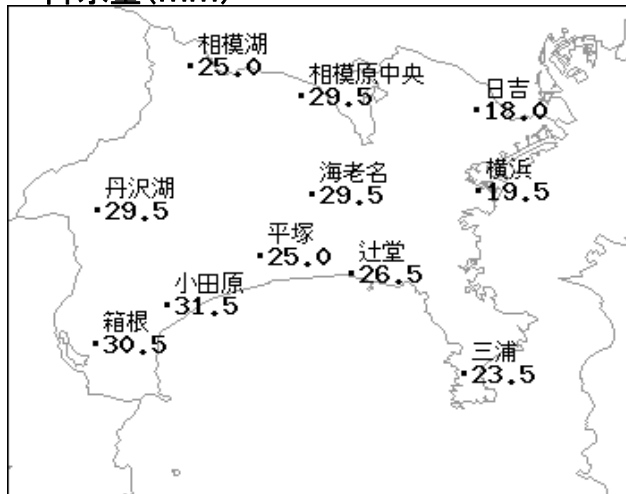 (mm)
相模湖
25.0
相模原中央
29.5
日吉
18.0
海老名
29.5
横浜
19.5
丹沢湖
29.5
平塚
25.0
辻堂
26.5
小田原
31.5
箱根
30.5
三浦
23.5